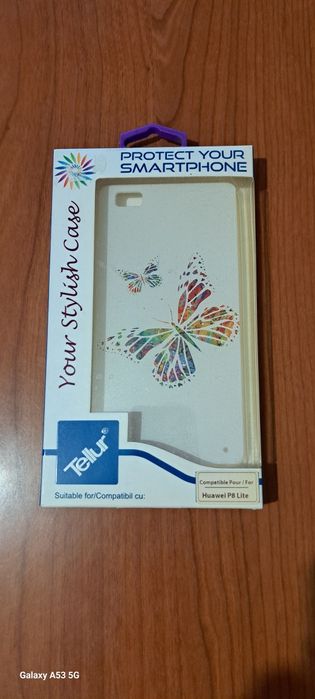 PROTECT YOUR
SMARTPHONE
Your Stylish Case
Tellur®
Suitable for/Compatibil cu:
Compatible Pour / For
Huawei P8 Lite
Galaxy A53 5G